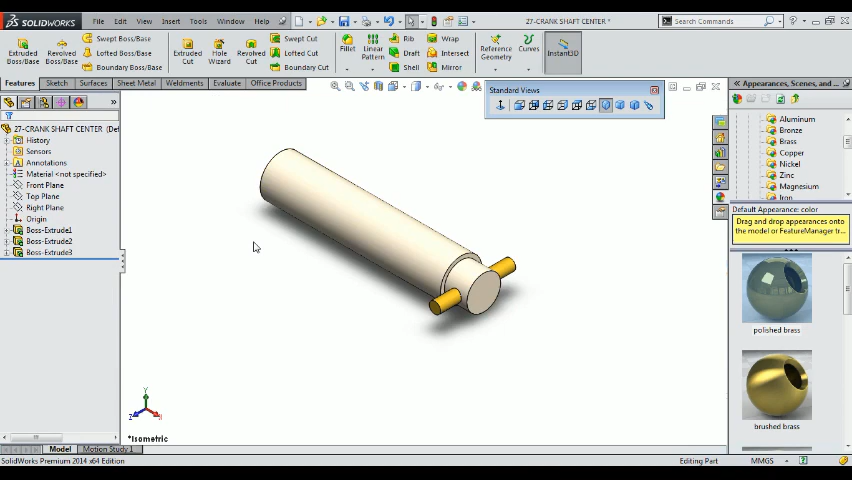 SOLIDWORKS File Edit View Insert Tools Window Help 27-CRANK SHAFT CENTER * Search Commands
Extruded Boss/Base
Revolved Boss/Base
Swept Boss/Base
Lofted Boss/Base
Boundary Boss/Base
Extruded Cut
Hole Wizard
Revolved Cut
Swept Cut
Lofted Cut
Boundary Cut
Fillet
Linear Pattern
Rib
Draft
Shell
Wrap
Intersect
Mirror
Reference Geometry
Curves
Instant3D
Features Sketch Surfaces Sheet Metal Weldments Evaluate Office Products
Standard Views
Appearances, Scenes, and...
27-CRANK SHAFT CENTER (Def
History
Sensors
Annotations
Material <not specified>
Front Plane
Top Plane
Right Plane
Origin
Boss-Extrude1
Boss-Extrude2
Boss-Extrude3
Aluminum
Bronze
Brass
Copper
Nickel
Zinc
Magnesium
Iron
Default Appearance: color
Drag and drop appearances onto
the model or FeatureManager tr...
polished brass
brushed brass
Y
Z X
*Isometric
Model Motion Study 1
SolidWorks Premium 2014 x64 Edition Editing Part MMGS